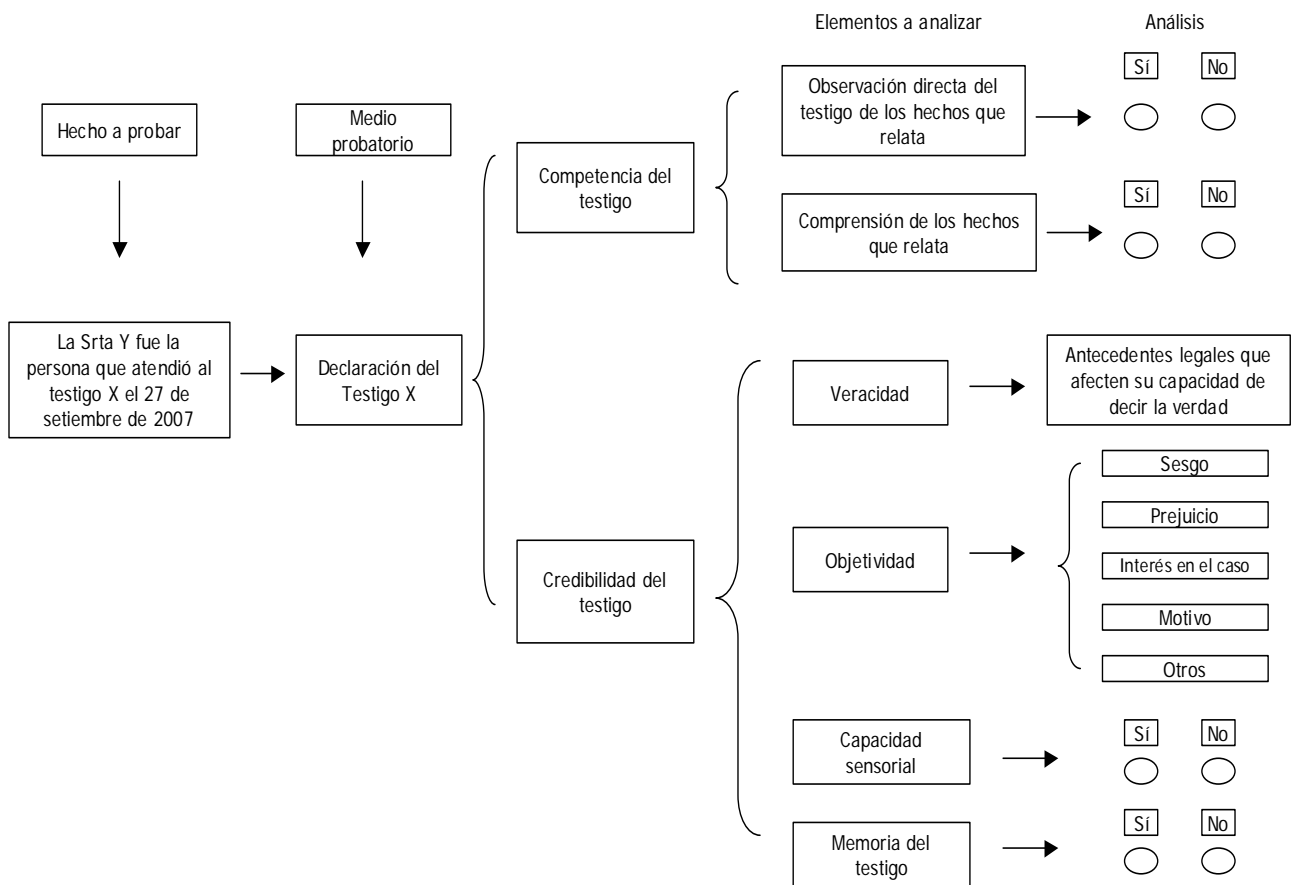 Elementos a analizar
Análisis
Hecho a probar
Medio
probatorio
La Srta Y fue la
persona que atendió al
testigo X el 27 de
setiembre de 2007
Declaración del
Testigo X
Competencia del
testigo
Observación directa del
testigo de los hechos que
relata
Sí No
Comprensión de los hechos
que relata
Sí No
Credibilidad del
testigo
Veracidad
Antecedentes legales que
afecten su capacidad de
decir la verdad
Objetividad
Sesgo
Prejuicio
Interés en el caso
Motivo
Otros
Capacidad
sensorial
Sí No
Memoria del
testigo
Sí No